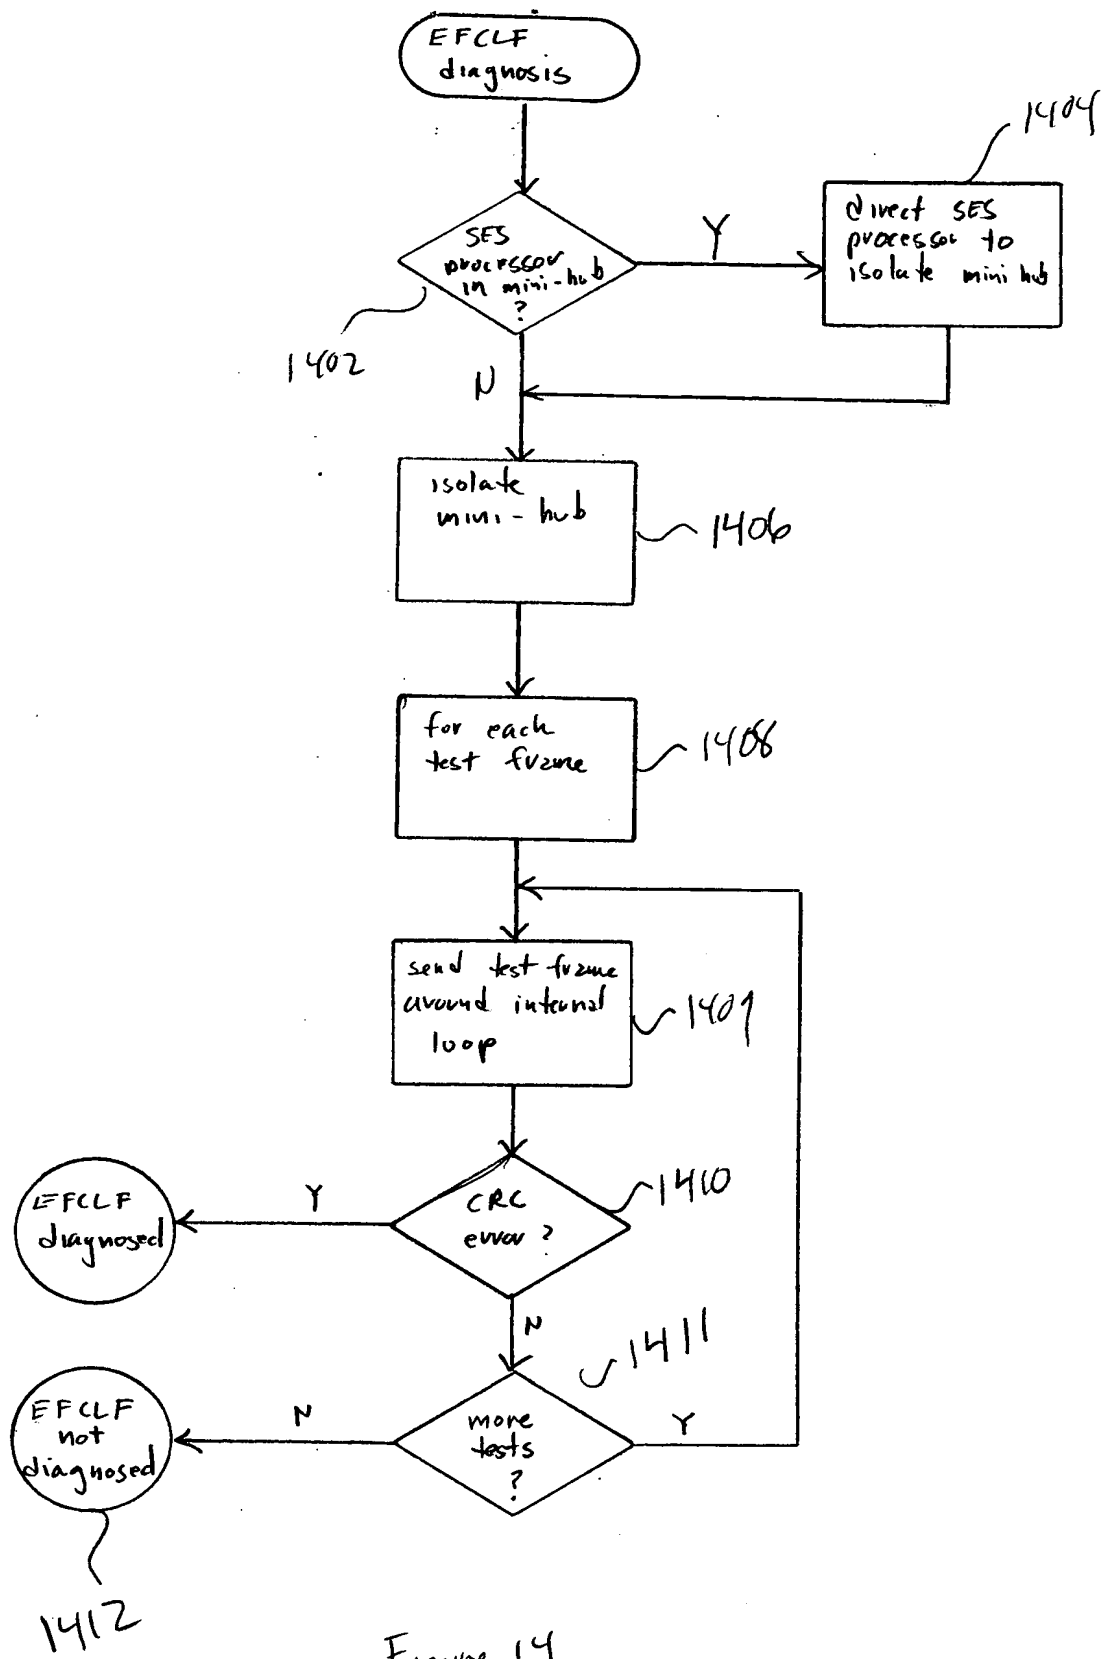 EFCLF
diagnosis
1404
direct SES
processor to
isolate mini hub
SES
processor
in mini-hub
?
Y
1402
N
isolate
mini-hub
1406
for each
test frame
1408
send test frame
around internal
loop
1409
CRC
error?
1410
Y
EFCLF
diagnosed
N
1411
more
tests
?
Y
N
EFCLF
not
diagnosed
1412
Figure 14